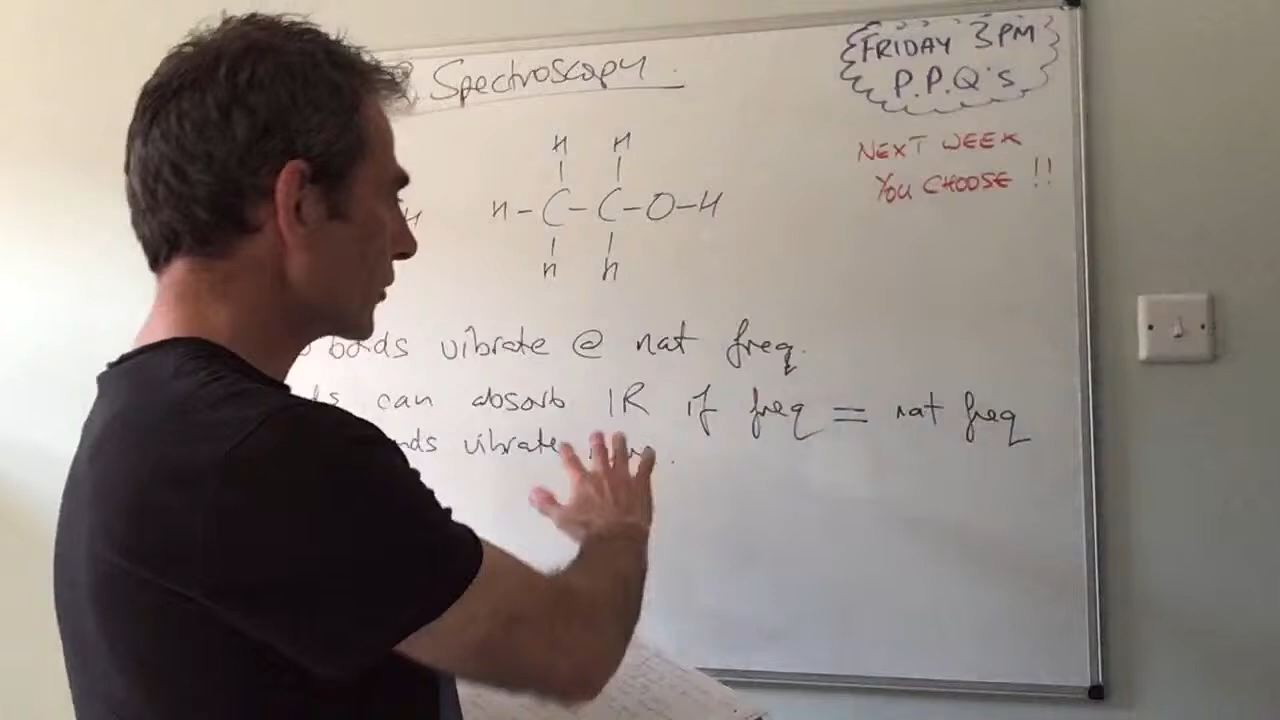 Spectroscopy.
FRIDAY 3PM
P.P.Q's
NEXT WEEK
YOU CHOOSE !!
H H
H H-C-C-O-H
H H
bonds vibrate @ nat freq.
can absorb IR if freq = nat freq
vibrate